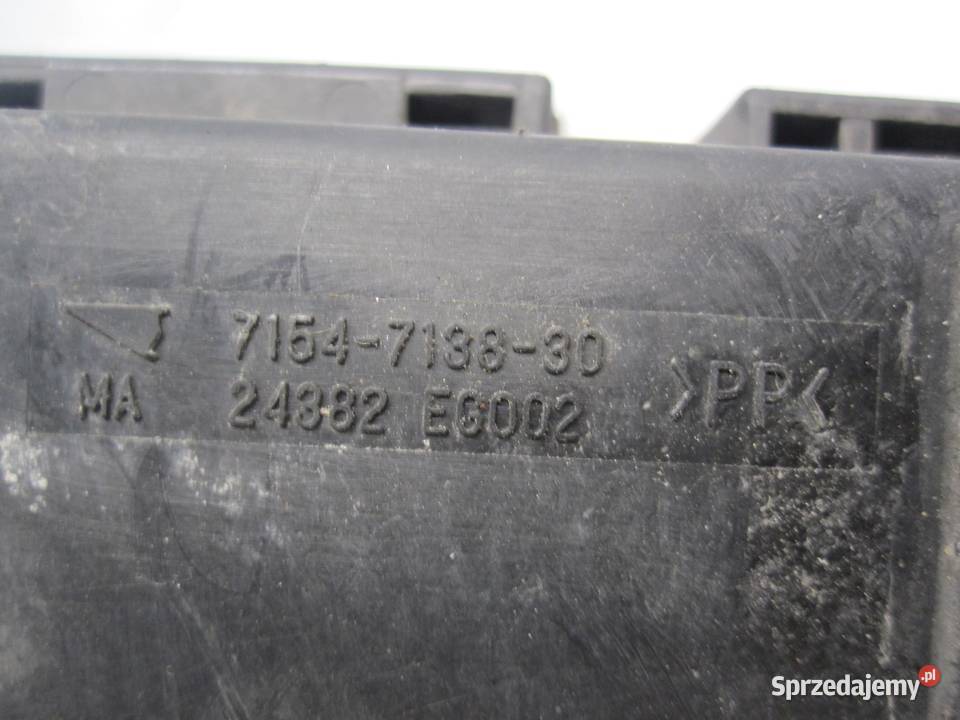 7154-7138-30
MA 24382 EG002 >PP<
Sprzedajemy.pl